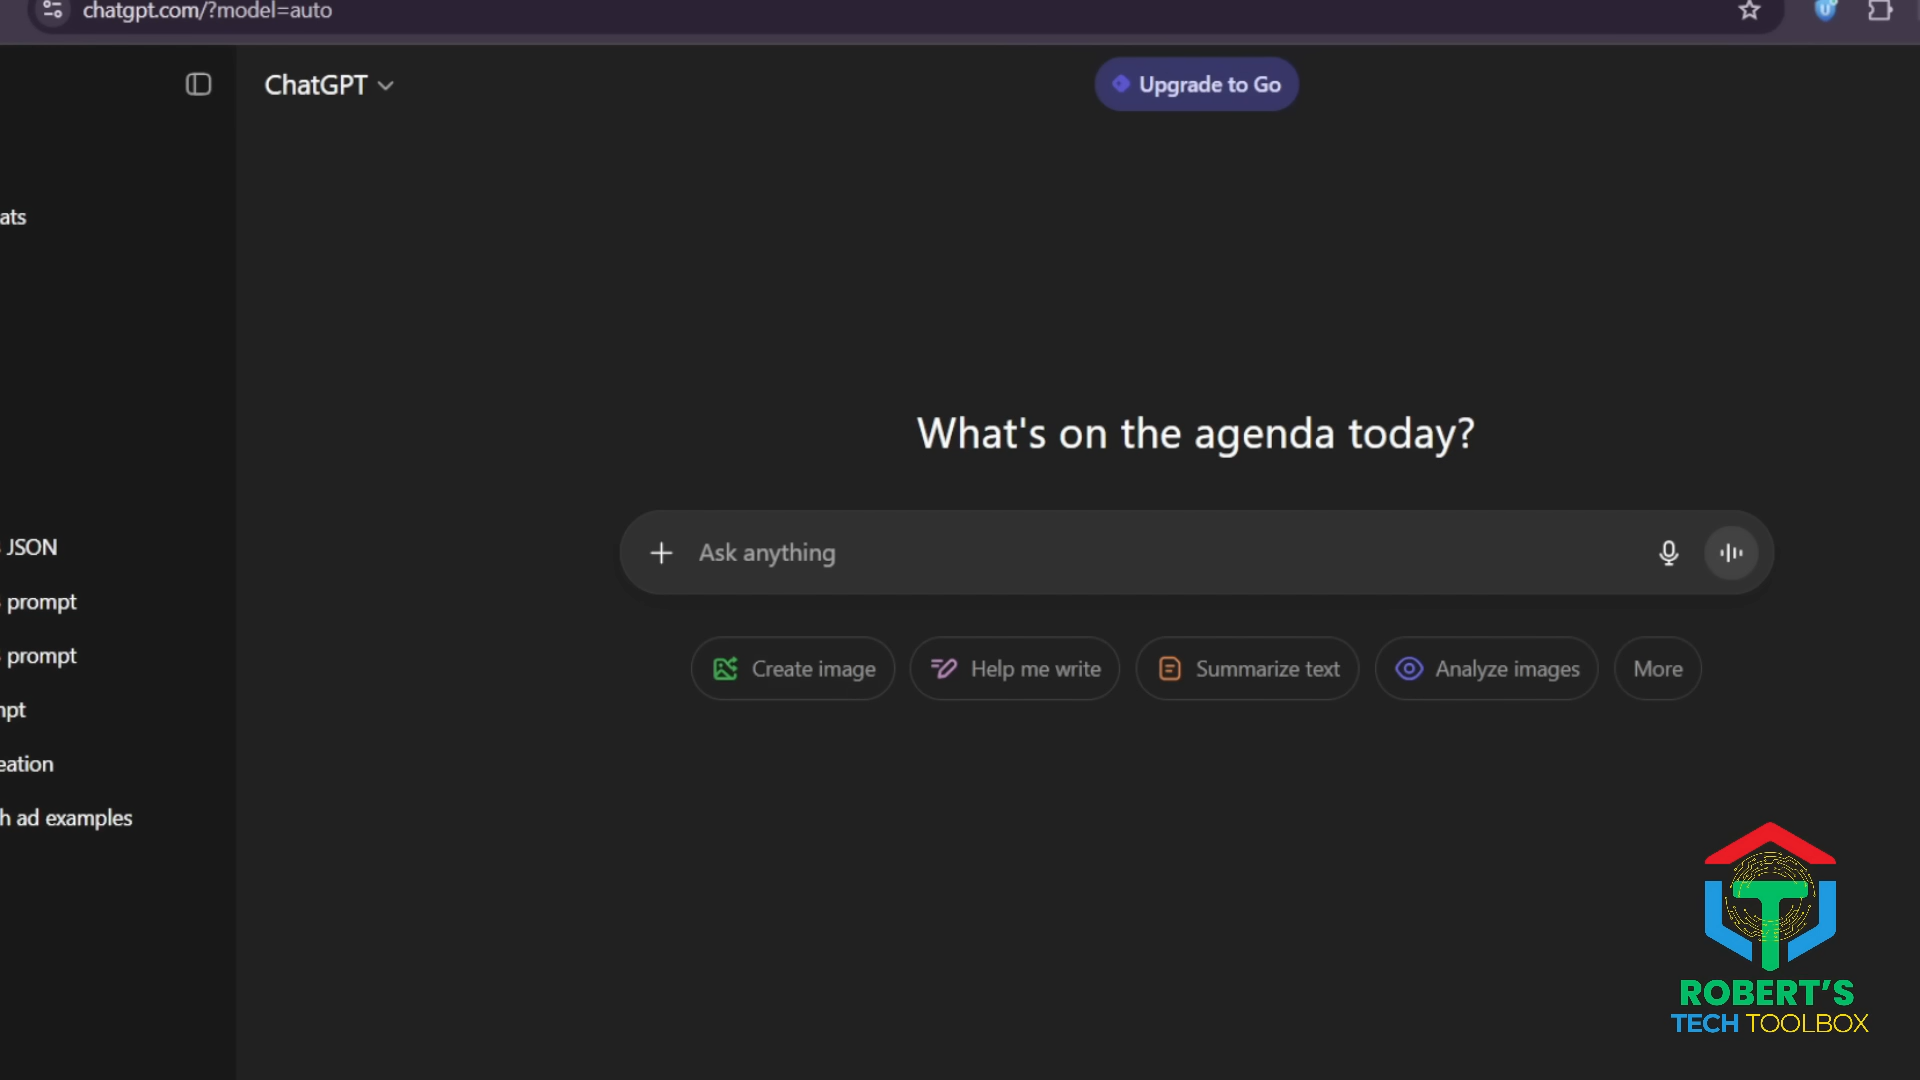 chatgpt.com/?model=auto
ChatGPT
Upgrade to Go
ats
JSON
prompt
prompt
npt
eation
h ad examples
What's on the agenda today?
Ask anything
Create image
Help me write
Summarize text
Analyze images
More
ROBERT'S
TECH TOOLBOX